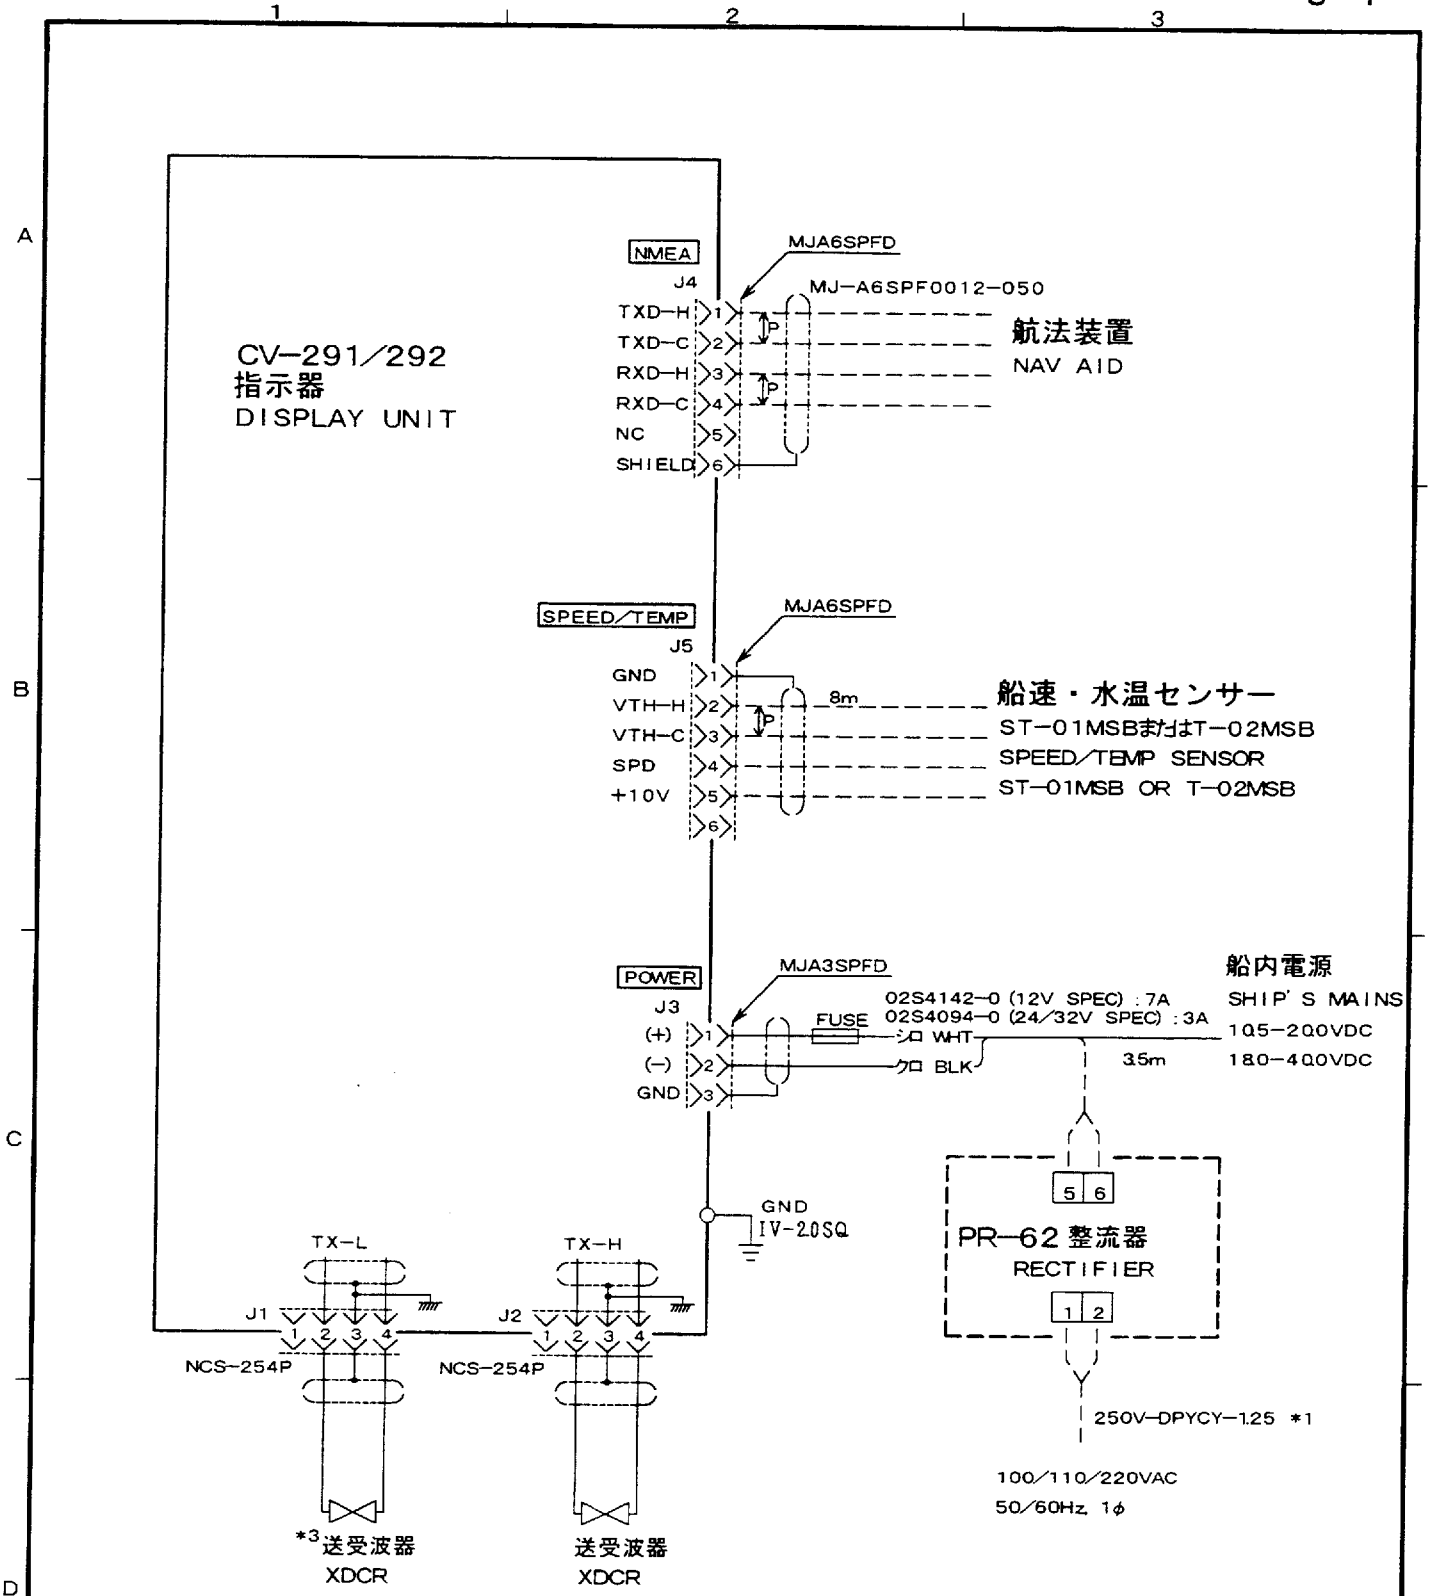 1
2
3
A
B
C
D
CV-291/292
指示器
DISPLAY UNIT
NMEA
J4
MJA6SPFD
MJ-A6SPF0012-050
TXD-H 1
TXD-C 2
RXD-H 3
RXD-C 4
NC 5
SHIELD 6
P
P
航法装置
NAV AID
SPEED/TEMP
J5
MJA6SPFD
GND 1
VTH-H 2
VTH-C 3
SPD 4
+10V 5
6
P
8m
船速・水温センサー
ST-01MSBまたはT-02MSB
SPEED/TEMP SENSOR
ST-01MSB OR T-02MSB
POWER
J3
MJA3SPFD
(+) 1
(-) 2
GND 3
FUSE
02S4142-0 (12V SPEC) : 7A
02S4094-0 (24/32V SPEC) : 3A
シロ WHT
クロ BLK
3.5m
船内電源
SHIP'S MAINS
10.5-20.0VDC
18.0-40.0VDC
5 6
PR-62 整流器
RECTIFIER
1 2
250V-DPYCY-1.25 *1
100/110/220VAC
50/60Hz, 1φ
GND
IV-2.0SQ
TX-L
J1
1 2 3 4
NCS-254P
*3 送受波器
XDCR
TX-H
J2
1 2 3 4
NCS-254P
送受波器
XDCR